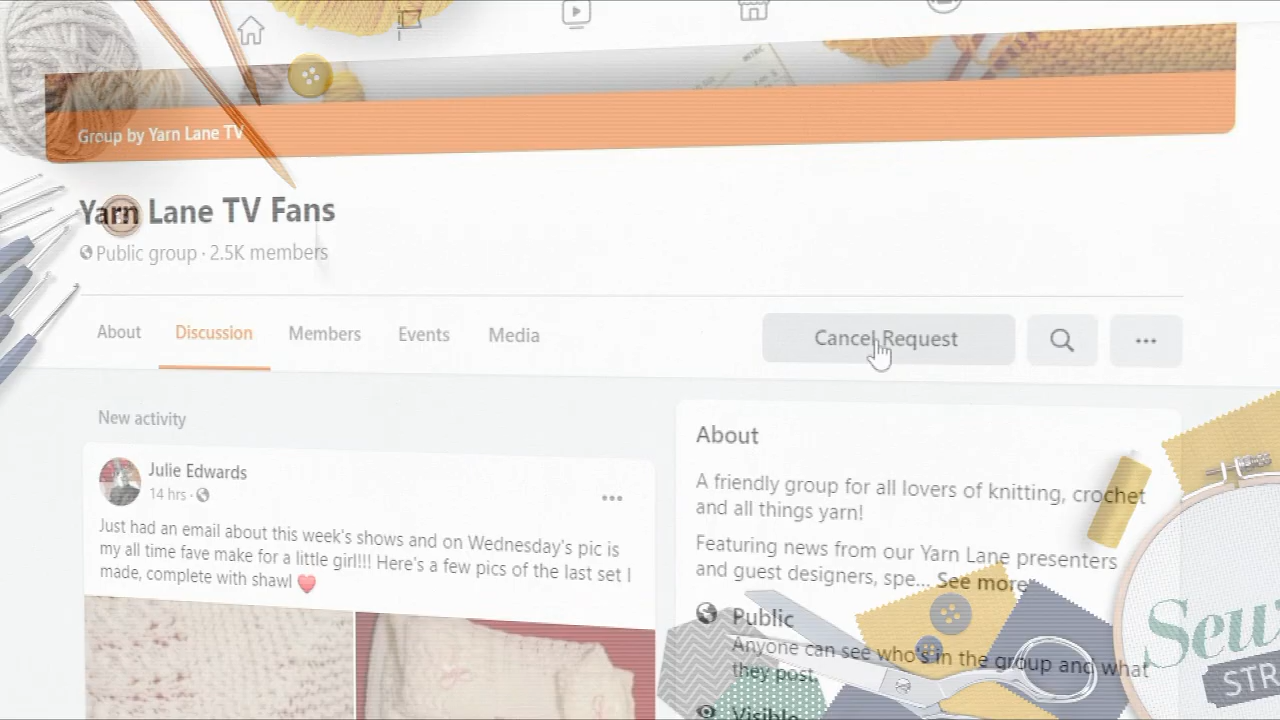 Group by Yarn Lane TV
Yarn Lane TV Fans
Public group · 2.5K members
About Discussion Members Events Media
Cancel Request
New activity
Julie Edwards
14 hrs ·
Just had an email about this week's shows and on Wednesday's pic is
my all time fave make for a little girl!!! Here's a few pics of the last set I
made, complete with shawl ❤️
About
A friendly group for all lovers of knitting, crochet
and all things yarn!
Featuring news from our Yarn Lane presenters
and guest designers, spe... See more
Public
Anyone can see who's in the group and what
they post.
Visible
Sew
STR